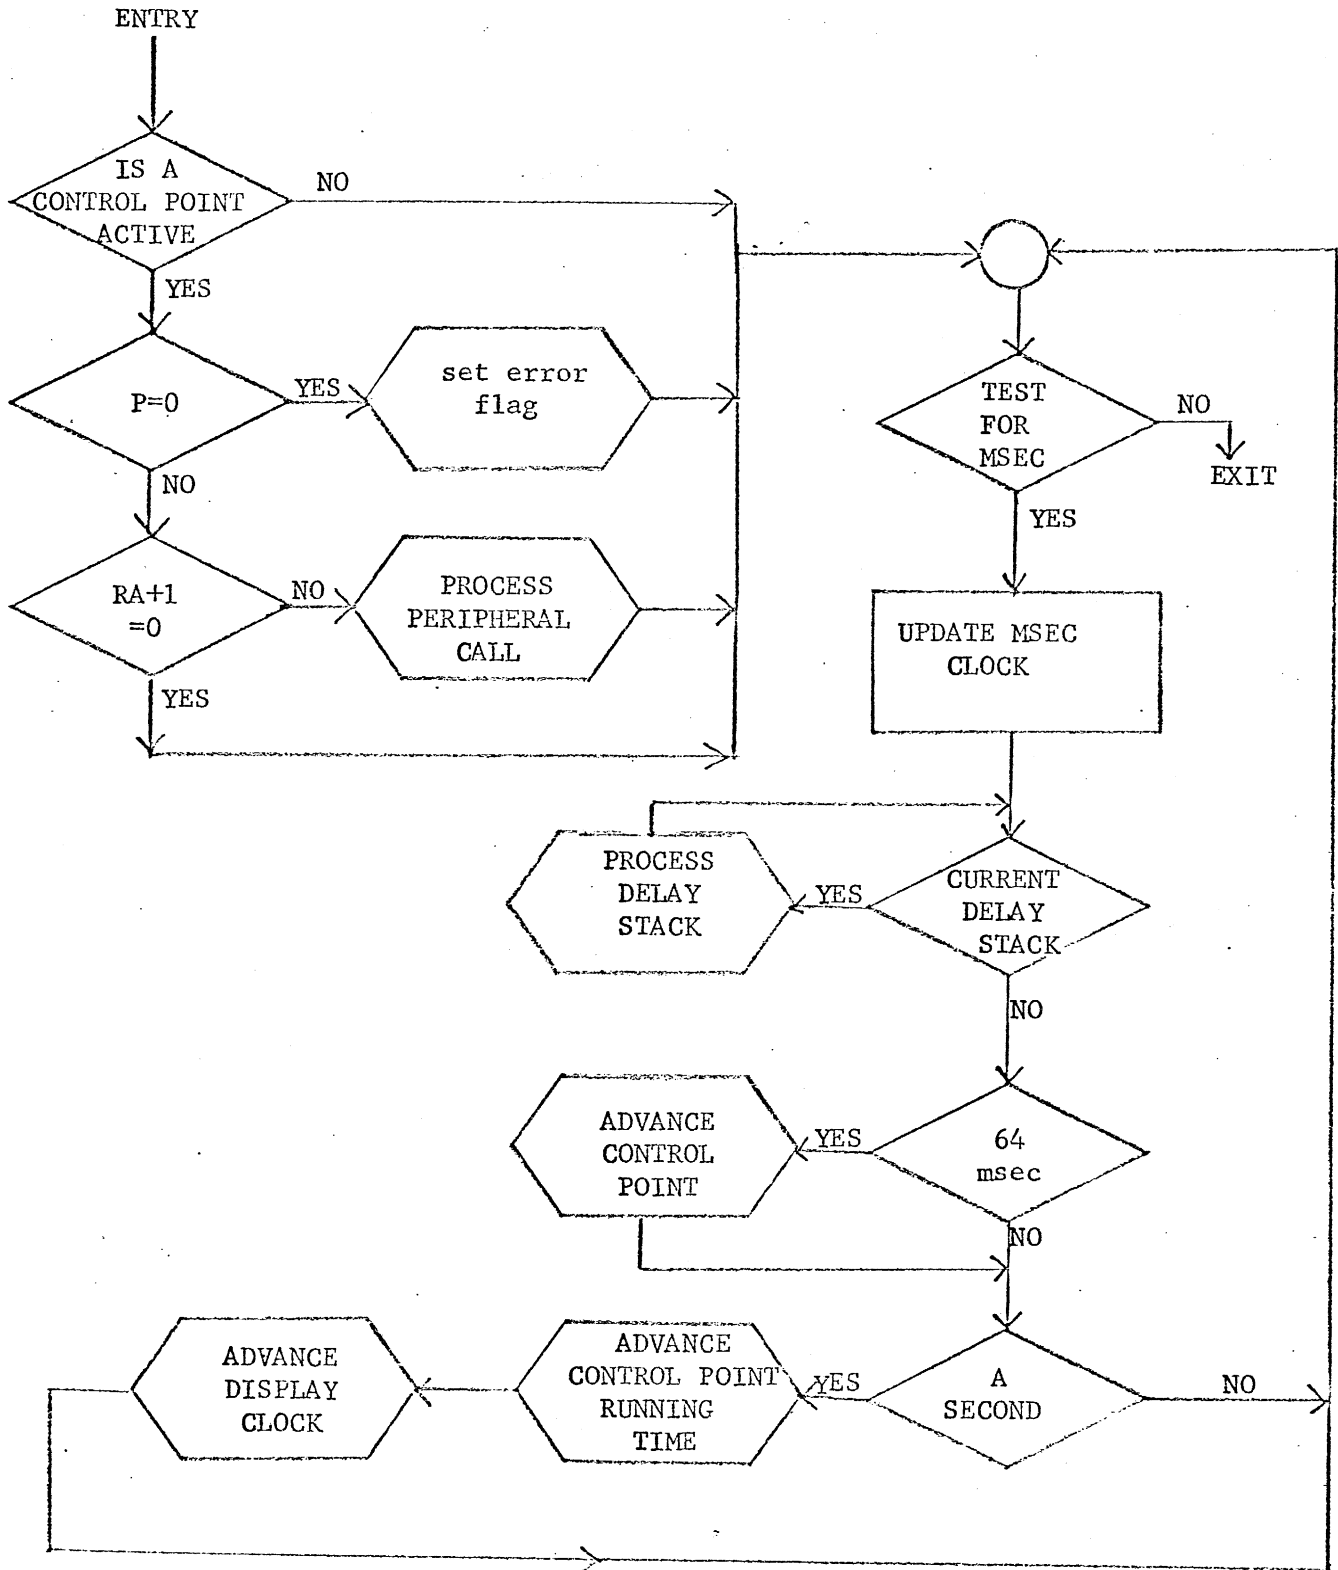 ENTRY
IS A
CONTROL POINT
ACTIVE
NO
YES
P=0
YES
set error
flag
NO
RA+1
=0
NO
PROCESS
PERIPHERAL
CALL
YES
TEST
FOR
MSEC
NO
EXIT
YES
UPDATE MSEC
CLOCK
CURRENT
DELAY
STACK
YES
PROCESS
DELAY
STACK
NO
64
msec
YES
ADVANCE
CONTROL
POINT
NO
A
SECOND
NO
YES
ADVANCE
CONTROL POINT
RUNNING
TIME
ADVANCE
DISPLAY
CLOCK